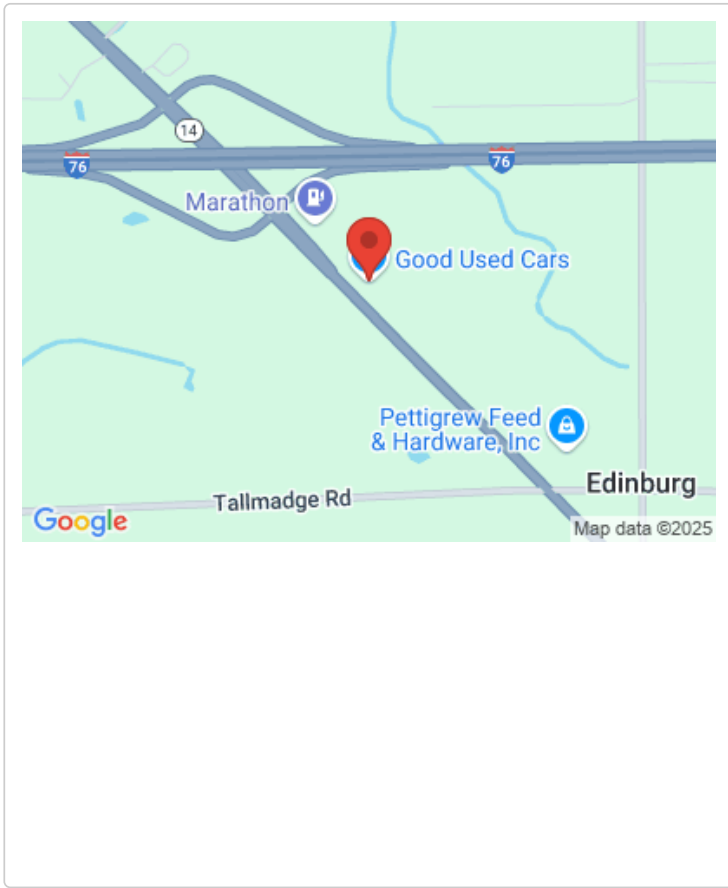 14
76
76
Marathon
Good Used Cars
Pettigrew Feed
& Hardware, Inc
Edinburg
Tallmadge Rd
Google
Map data ©2025